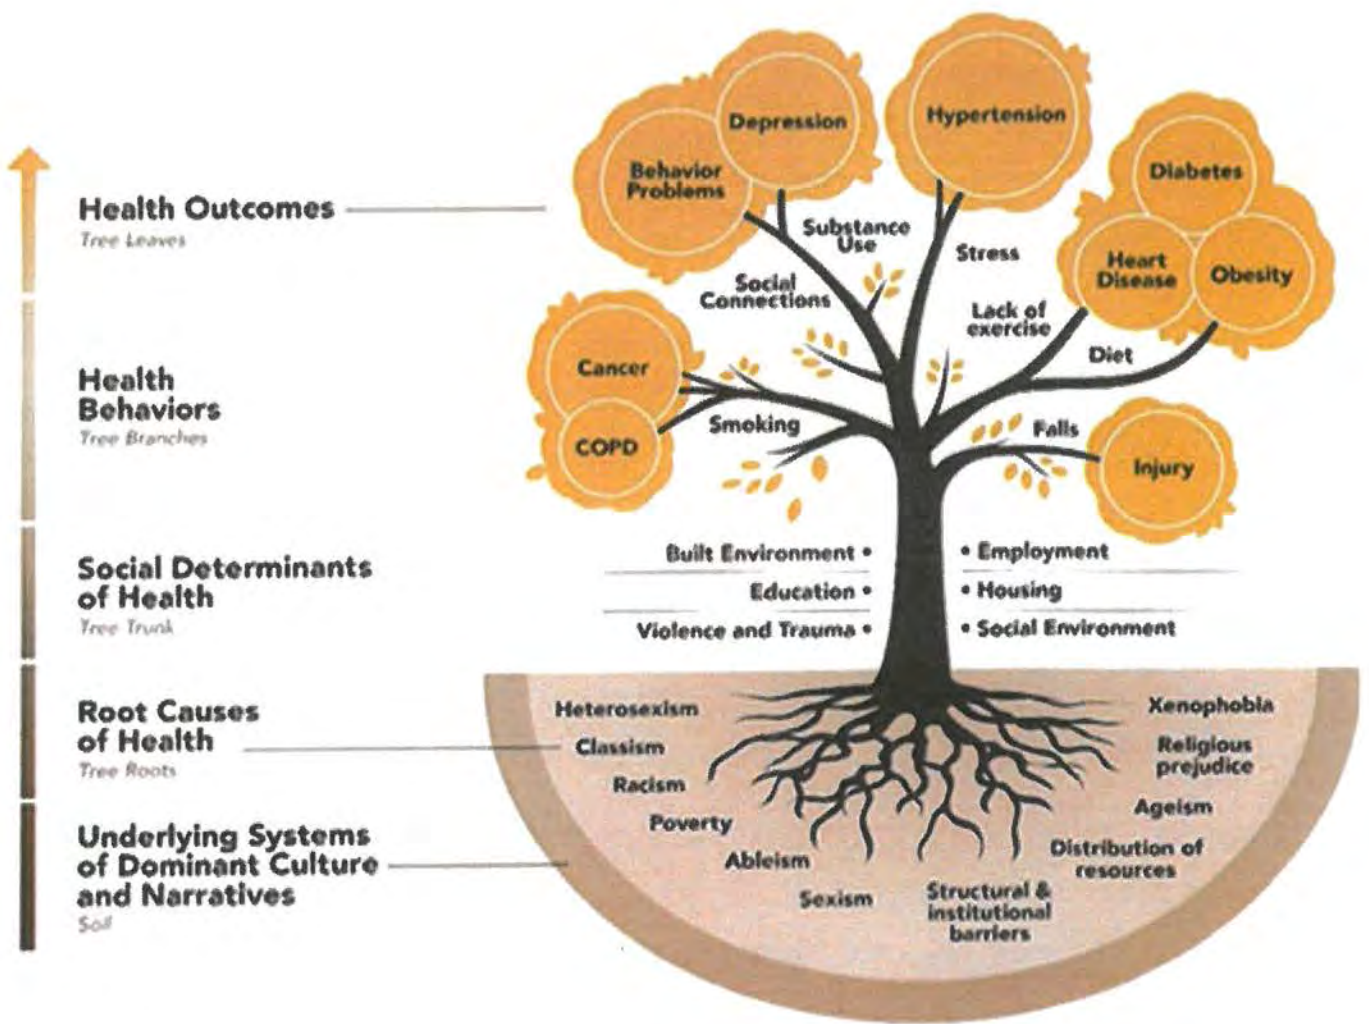 Health Outcomes
Tree Leaves
Health
Behaviors
Tree Branches
Social Determinants
of Health
Tree Trunk
Root Causes
of Health
Tree Roots
Underlying Systems
of Dominant Culture
and Narratives
Soil
Depression
Behavior
Problems
Hypertension
Diabetes
Heart
Disease
Obesity
Substance
Use
Social
Connections
Stress
Lack of
exercise
Diet
Cancer
COPD
Smoking
Falls
Injury
Built Environment •
• Employment
Education •
• Housing
Violence and Trauma •
• Social Environment
Heterosexism
Classism
Racism
Poverty
Ableism
Sexism
Structural &
institutional
barriers
Distribution of
resources
Ageism
Religious
prejudice
Xenophobia